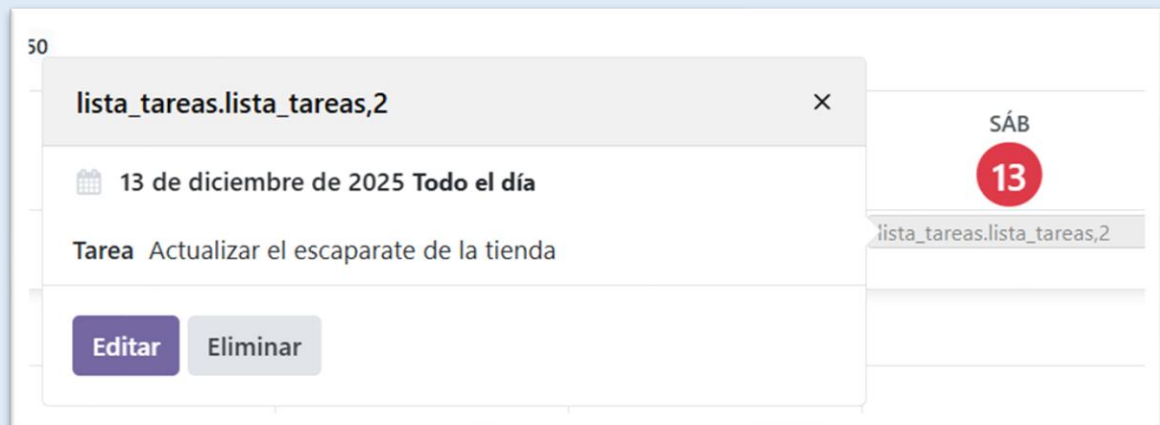 50
lista_tareas.lista_tareas,2 ×
13 de diciembre de 2025 Todo el día
Tarea Actualizar el escaparate de la tienda
Editar Eliminar
SÁB
13
lista_tareas.lista_tareas,2